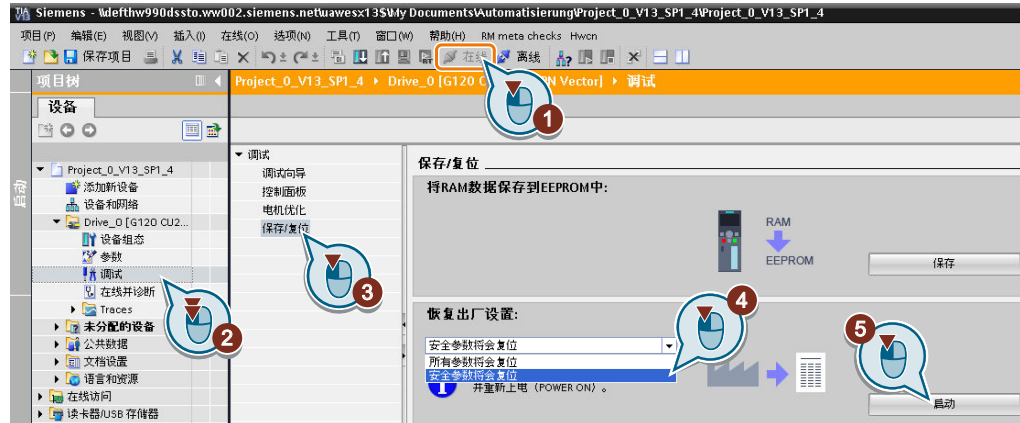 Siemens - \\defthw990dssto.ww002.siemens.net\uawesx13$\My Documents\Automatisierung\Project_0_V13_SP1_4\Project_0_V13_SP1_4
项目(P) 编辑(E) 视图(V) 插入(I) 在线(O) 选项(N) 工具(T) 窗口(W) 帮助(H) RM meta checks Hwcn
保存项目 在线 离线
项目树
Project_0_V13_SP1_4 Drive_0 [G120 Vector] 调试
1
设备
启动
Project_0_V13_SP1_4
添加新设备
设备和网络
Drive_0 [G120 CU2...
设备组态
参数
调试
在线并诊断
Traces
未分配的设备
公共数据
文档设置
语言和资源
在线访问
读卡器/USB 存储器
2
调试
调试向导
控制面板
电机优化
保存/复位
3
保存/复位
将RAM数据保存到EEPROM中:
RAM
EEPROM
保存
恢复出厂设置:
4
5
安全参数将会复位
所有参数将会复位
安全参数将会复位
并重新上电（POWER ON）。
启动